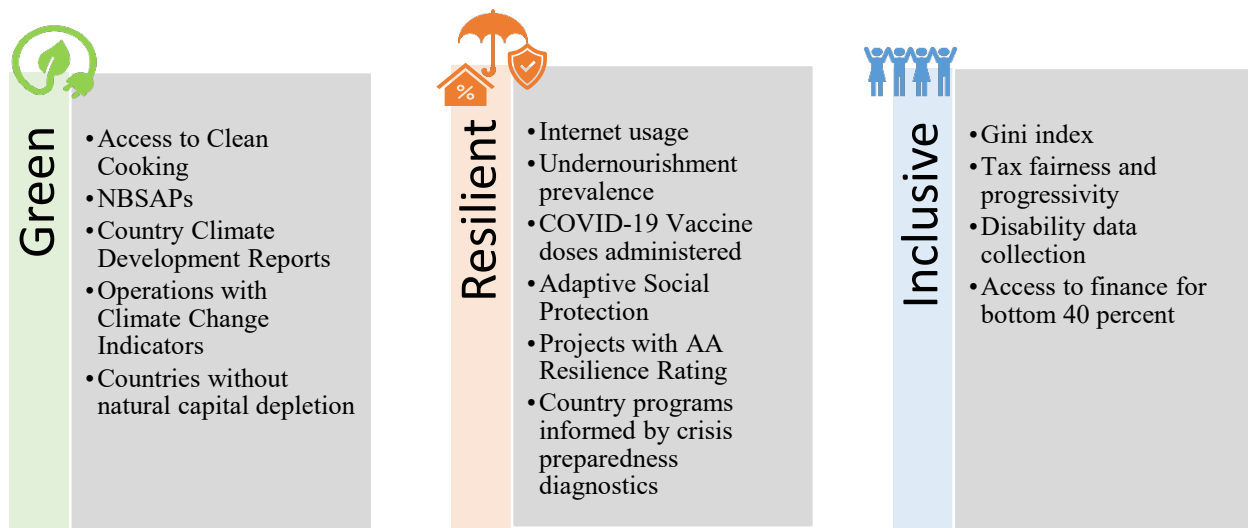 Green
•Access to Clean
Cooking
•NBSAPs
•Country Climate
Development Reports
•Operations with
Climate Change
Indicators
•Countries without
natural capital depletion
%
Resilient
•Internet usage
•Undernourishment
prevalence
•COVID-19 Vaccine
doses administered
•Adaptive Social
Protection
•Projects with AA
Resilience Rating
•Country programs
informed by crisis
preparedness
diagnostics
Inclusive
•Gini index
•Tax fairness and
progressivity
•Disability data
collection
•Access to finance for
bottom 40 percent